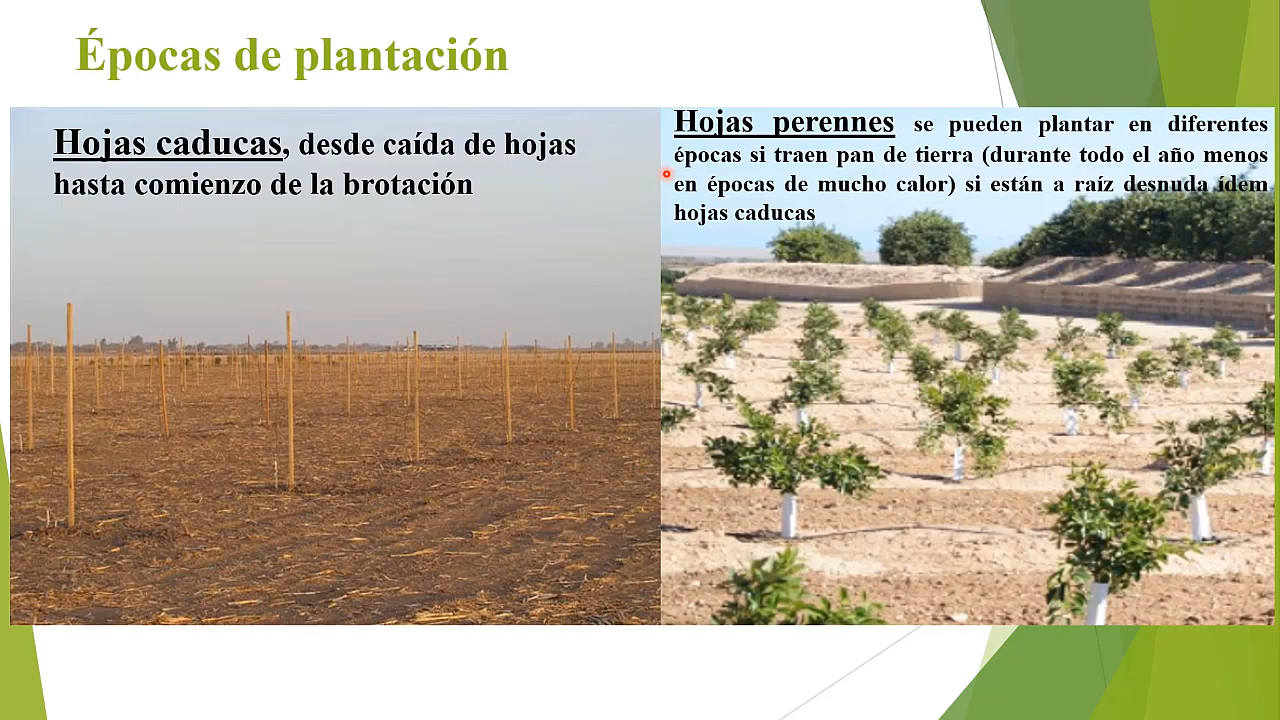 Épocas de plantación
Hojas caducas, desde caída de hojas
hasta comienzo de la brotación
Hojas perennes se pueden plantar en diferentes
épocas si traen pan de tierra (durante todo el año menos
en épocas de mucho calor) si están a raíz desnuda ídem
hojas caducas